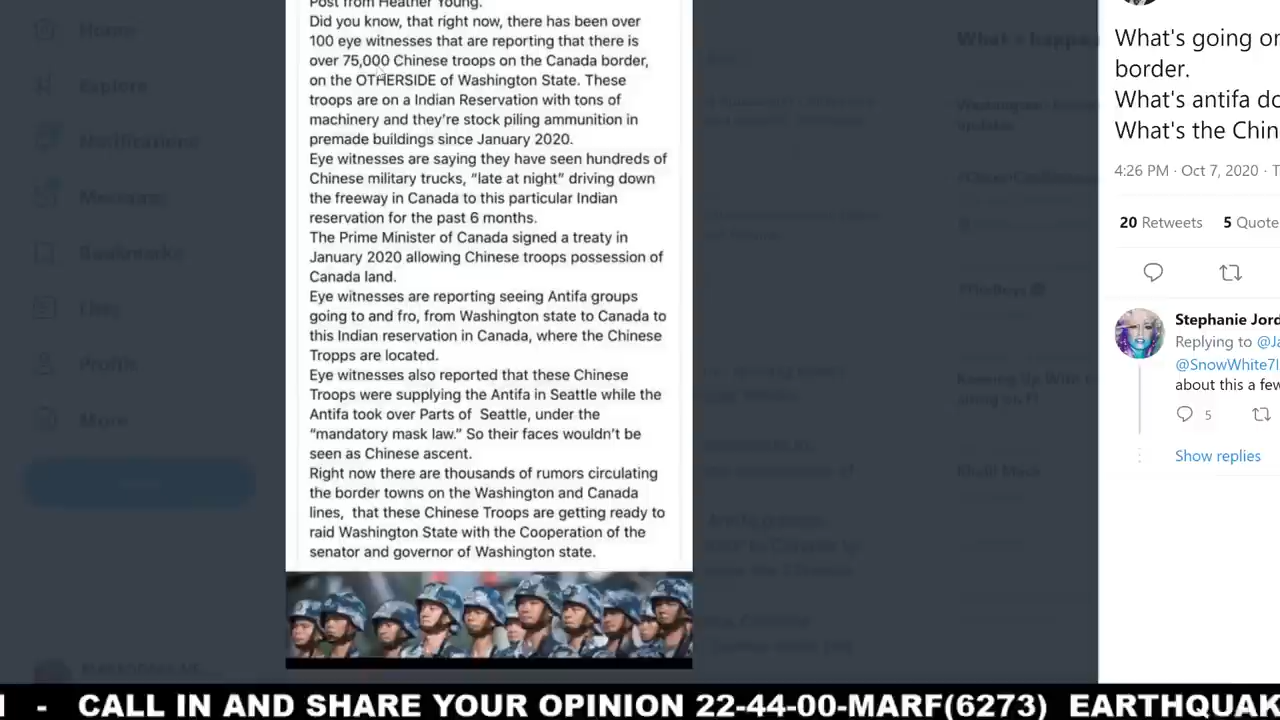 Post from Heather Young.
Did you know, that right now, there has been over
100 eye witnesses that are reporting that there is
over 75,000 Chinese troops on the Canada border,
on the OTHERSIDE of Washington State. These
troops are on a Indian Reservation with tons of
machinery and they're stock piling ammunition in
premade buildings since January 2020.
Eye witnesses are saying they have seen hundreds of
Chinese military trucks, “late at night” driving down
the freeway in Canada to this particular Indian
reservation for the past 6 months.
The Prime Minister of Canada signed a treaty in
January 2020 allowing Chinese troops possession of
Canada land.
Eye witnesses are reporting seeing Antifa groups
going to and fro, from Washington state to Canada to
this Indian reservation in Canada, where the Chinese
Tropps are located.
Eye witnesses also reported that these Chinese
Troops were supplying the Antifa in Seattle while the
Antifa took over Parts of Seattle, under the
“mandatory mask law.” So their faces wouldn't be
seen as Chinese ascent.
Right now there are thousands of rumors circulating
the border towns on the Washington and Canada
lines, that these Chinese Troops are getting ready to
raid Washington State with the Cooperation of the
senator and governor of Washington state.
Home
Explore
Notifications
Messages
Bookmarks
Lists
Profile
More
What's going on
border.
What's antifa do
What's the Chin
4:26 PM · Oct 7, 2020 · T
20 Retweets 5 Quote
Stephanie Jord
Replying to @Ja
@SnowWhite7I
about this a few
5
Show replies
- CALL IN AND SHARE YOUR OPINION 22-44-00-MARF(6273) EARTHQUAK